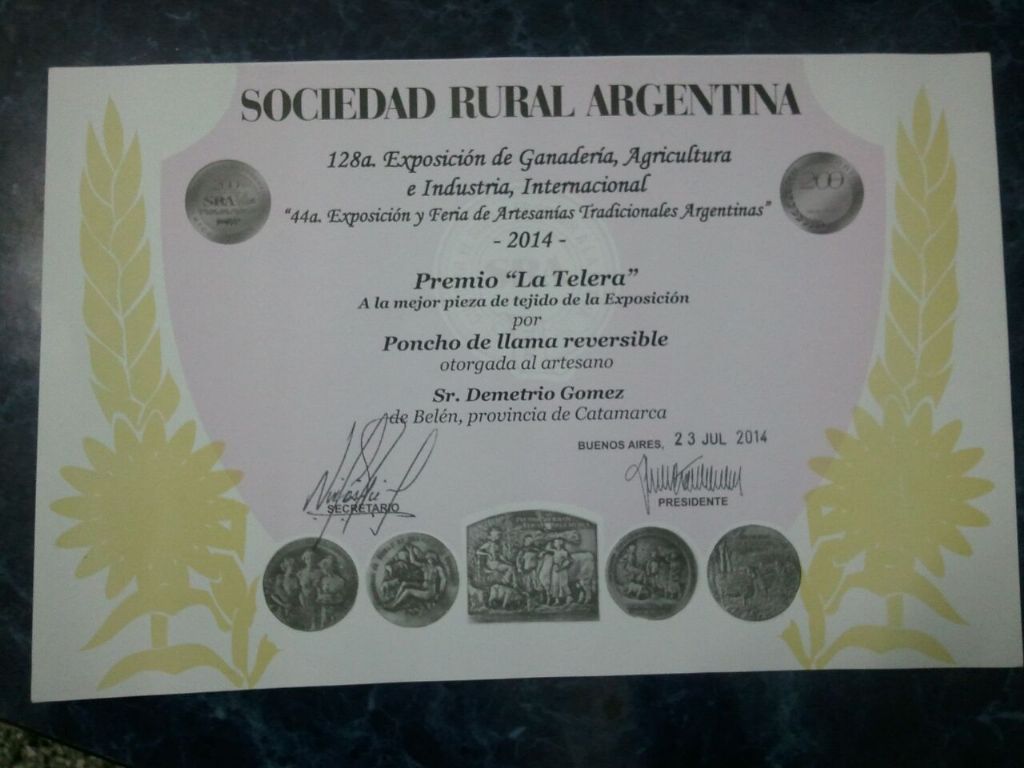 SOCIEDAD RURAL ARGENTINA
128a. Exposición de Ganadería, Agricultura
e Industria, Internacional
"44a. Exposición y Feria de Artesanías Tradicionales Argentinas"
- 2014 -
SRA
200
Premio "La Telera"
A la mejor pieza de tejido de la Exposición
por
Poncho de llama reversible
otorgada al artesano
Sr. Demetrio Gomez
de Belén, provincia de Catamarca
BUENOS AIRES, 23 JUL 2014
SECRETARIO
PRESIDENTE